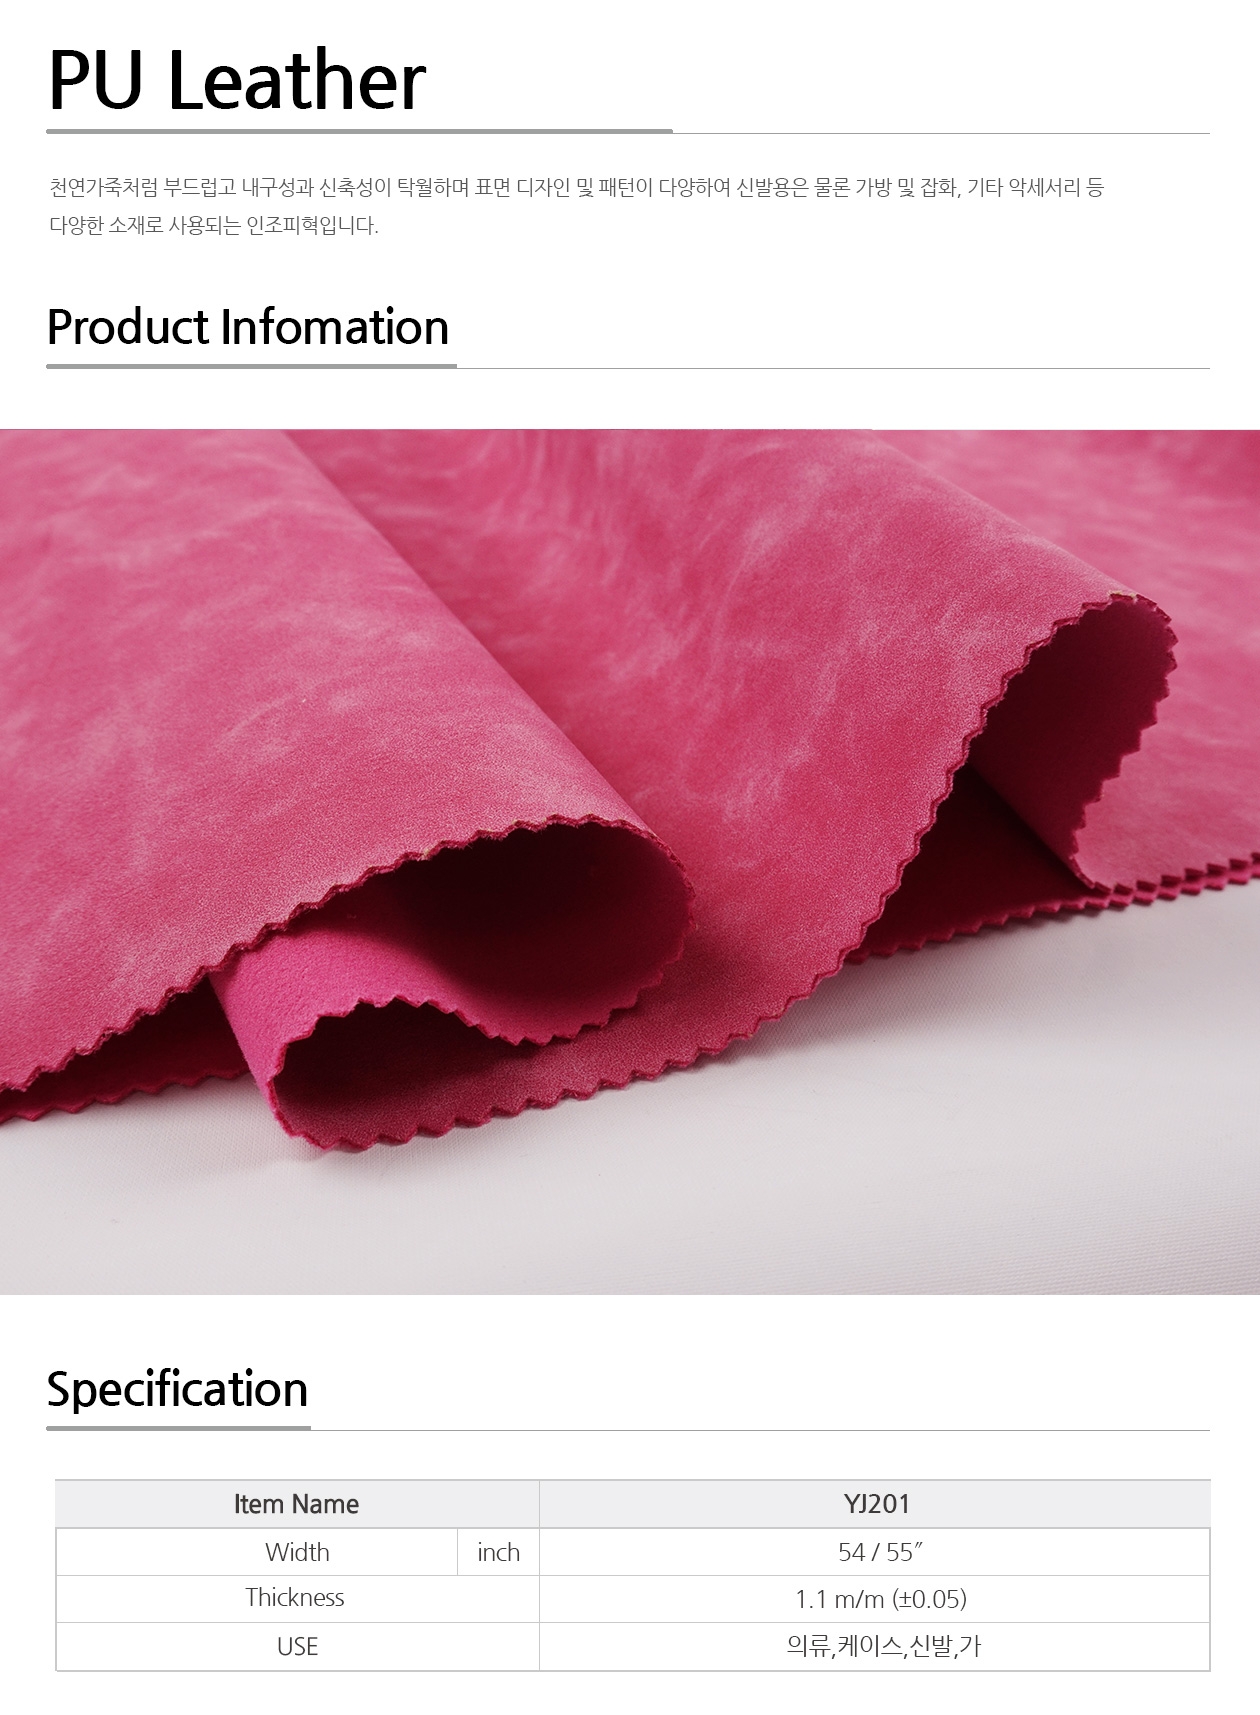 PU Leather
천연가죽처럼 부드럽고 내구성과 신축성이 탁월하며 표면 디자인 및 패턴이 다양하여 신발용은 물론 가방 및 잡화, 기타 악세서리 등
다양한 소재로 사용되는 인조피혁입니다.
Product Infomation
Specification
Item Name YJ201
Width inch 54 / 55″
Thickness 1.1 m/m (±0.05)
USE 의류,케이스,신발,가